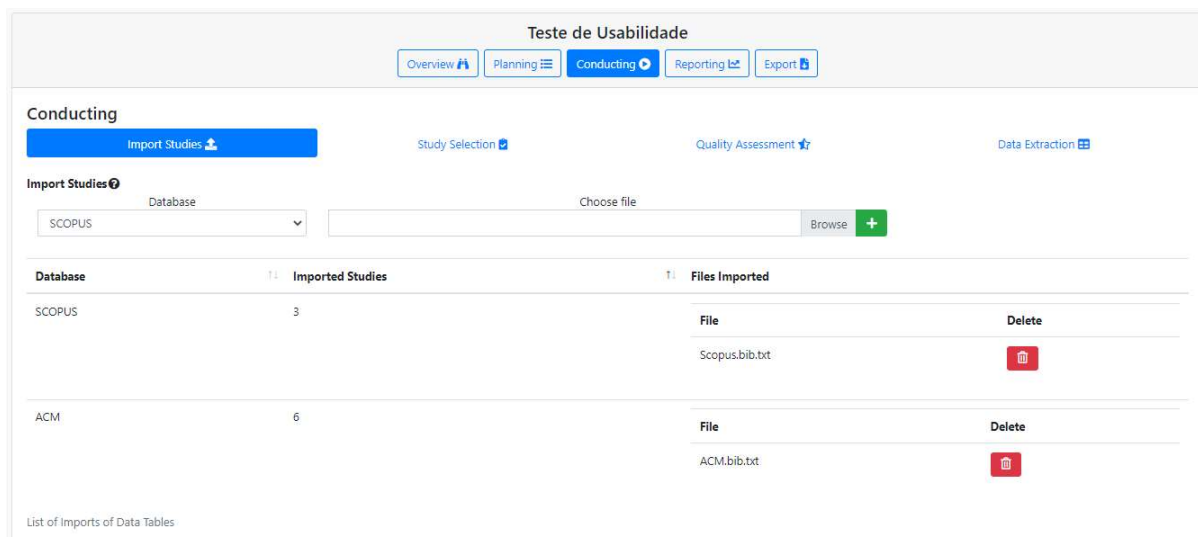 Teste de Usabilidade
Overview Planning Conducting Reporting Export
Conducting
Import Studies Study Selection Quality Assessment Data Extraction
Import Studies
Database Choose file
SCOPUS Browse +
Database Imported Studies Files Imported
SCOPUS 3
File Delete
Scopus.bib.txt
ACM 6
File Delete
ACM.bib.txt
List of Imports of Data Tables